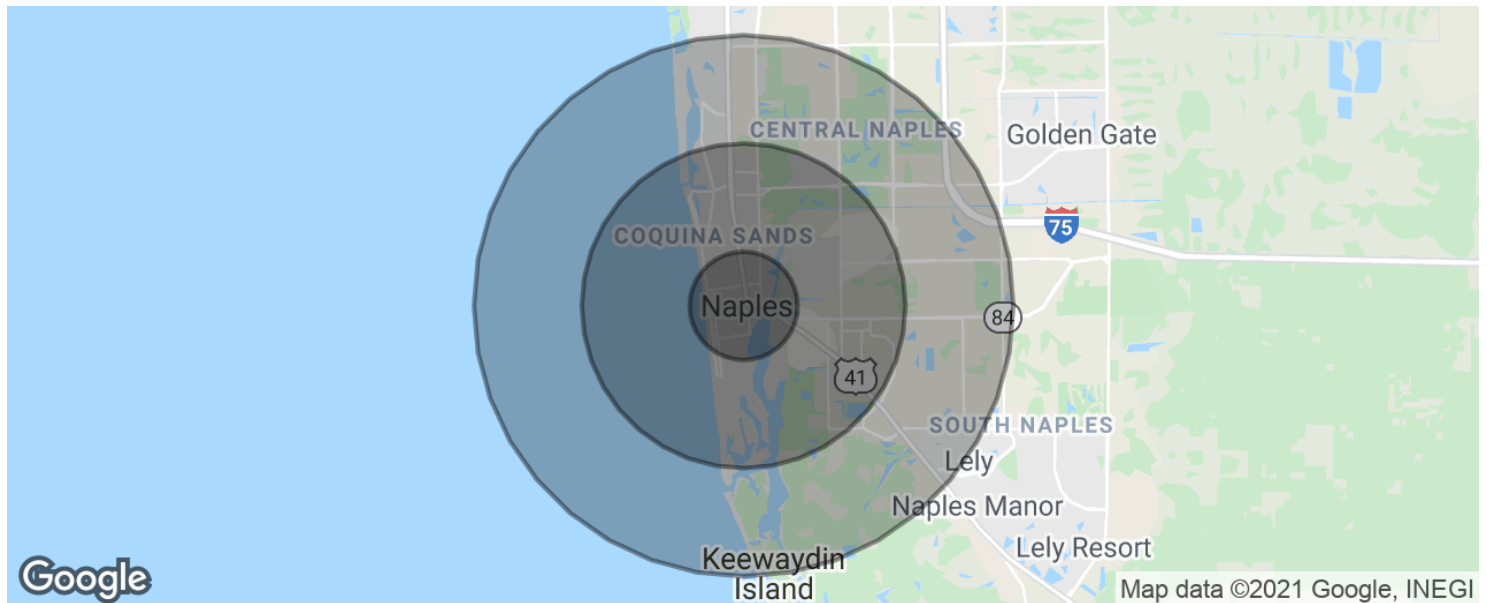 CENTRAL NAPLES
Golden Gate
75
COQUINA SANDS
Naples
84
41
SOUTH NAPLES
Lely
Naples Manor
Lely Resort
Keewaydin
Island
Google
Map data ©2021 Google, INEGI